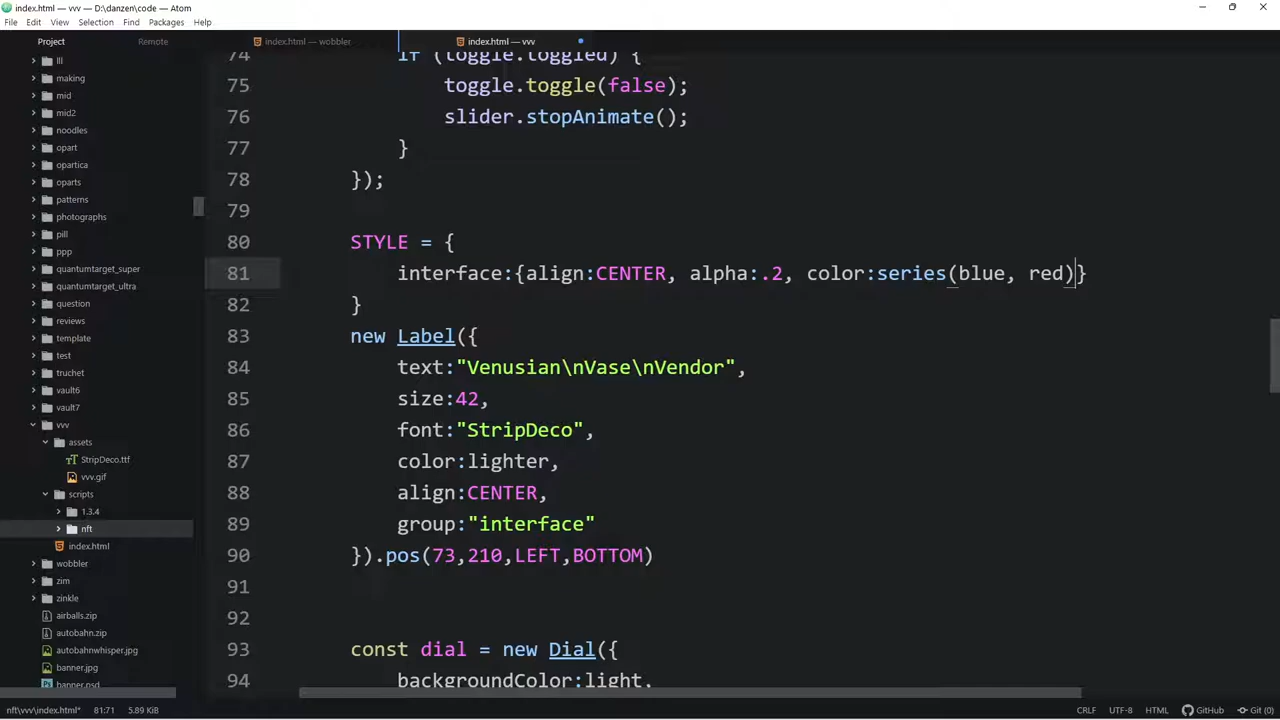 index.html — vvv — D:\danzen\code — Atom
File Edit View Selection Find Packages Help
Project Remote
index.html — wobbler
index.html — vvv
lll
making
mid
mid2
noodles
opart
opartica
oparts
patterns
photographs
pill
ppp
quantumtarget_super
quantumtarget_ultra
question
reviews
template
test
truchet
vault6
vault7
vvv
assets
StripDeco.ttf
vvv.gif
scripts
1.3.4
nft
index.html
wobbler
zim
zinkle
airballs.zip
autobahn.zip
autobahnwhisper.jpg
banner.jpg
banner.psd
74 if (toggle.toggled) {
75 toggle.toggle(false);
76 slider.stopAnimate();
77 }
78 });
79
80 STYLE = {
81 interface:{align:CENTER, alpha:.2, color:series(blue, red)}
82 }
83 new Label({
84 text:"Venusian\nVase\nVendor",
85 size:42,
86 font:"StripDeco",
87 color:lighter,
88 align:CENTER,
89 group:"interface"
90 }).pos(73,210,LEFT,BOTTOM)
91
92
93 const dial = new Dial({
94 backgroundColor:light,
nft\vvv\index.html* 81:71 5.89 KiB CRLF UTF-8 HTML GitHub Git (0)